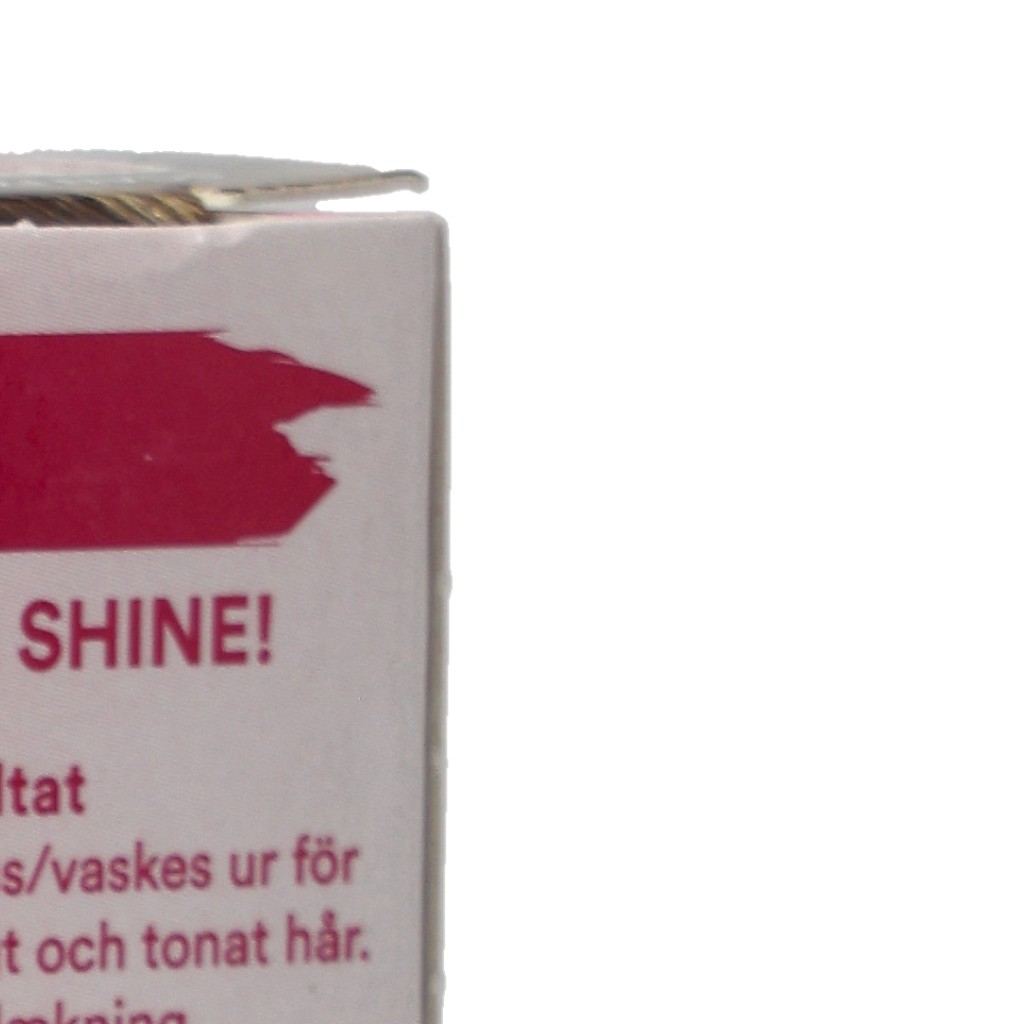 SHINE!
ltat
s/vaskes ur för
t och tonat hår.